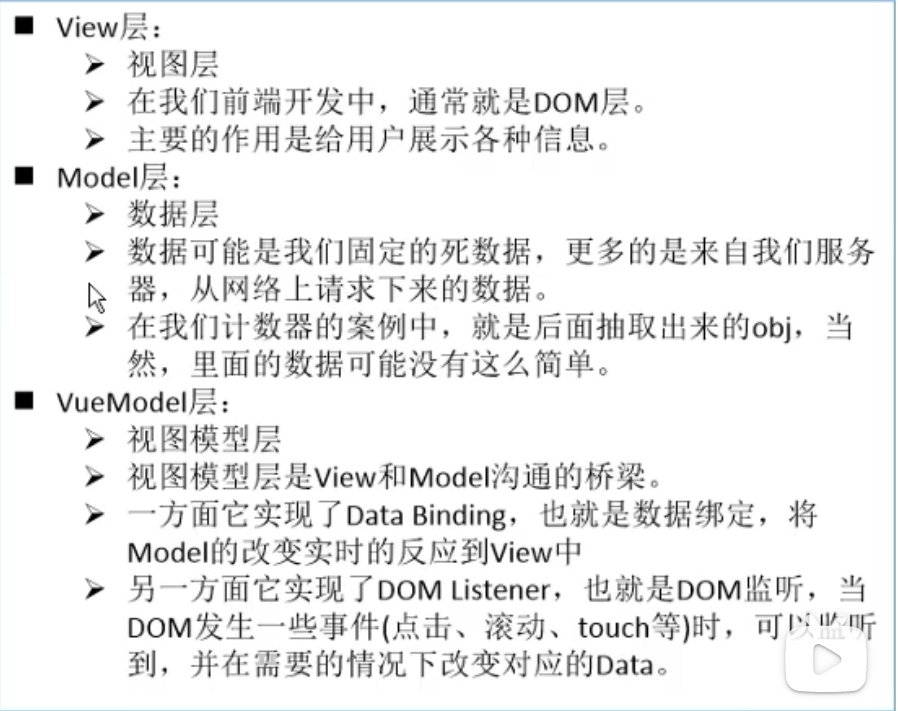 ■ View层：
➢ 视图层
➢ 在我们前端开发中，通常就是DOM层。
➢ 主要的作用是给用户展示各种信息。
■ Model层：
➢ 数据层
➢ 数据可能是我们固定的死数据，更多的是来自我们服务
器，从网络上请求下来的数据。
➢ 在我们计数器的案例中，就是后面抽取出来的obj，当
然，里面的数据可能没有这么简单。
■ VueModel层：
➢ 视图模型层
➢ 视图模型层是View和Model沟通的桥梁。
➢ 一方面它实现了Data Binding，也就是数据绑定，将
Model的改变实时的反应到View中
➢ 另一方面它实现了DOM Listener，也就是DOM监听，当
DOM发生一些事件(点击、滚动、touch等)时，可以监听
到，并在需要的情况下改变对应的Data。